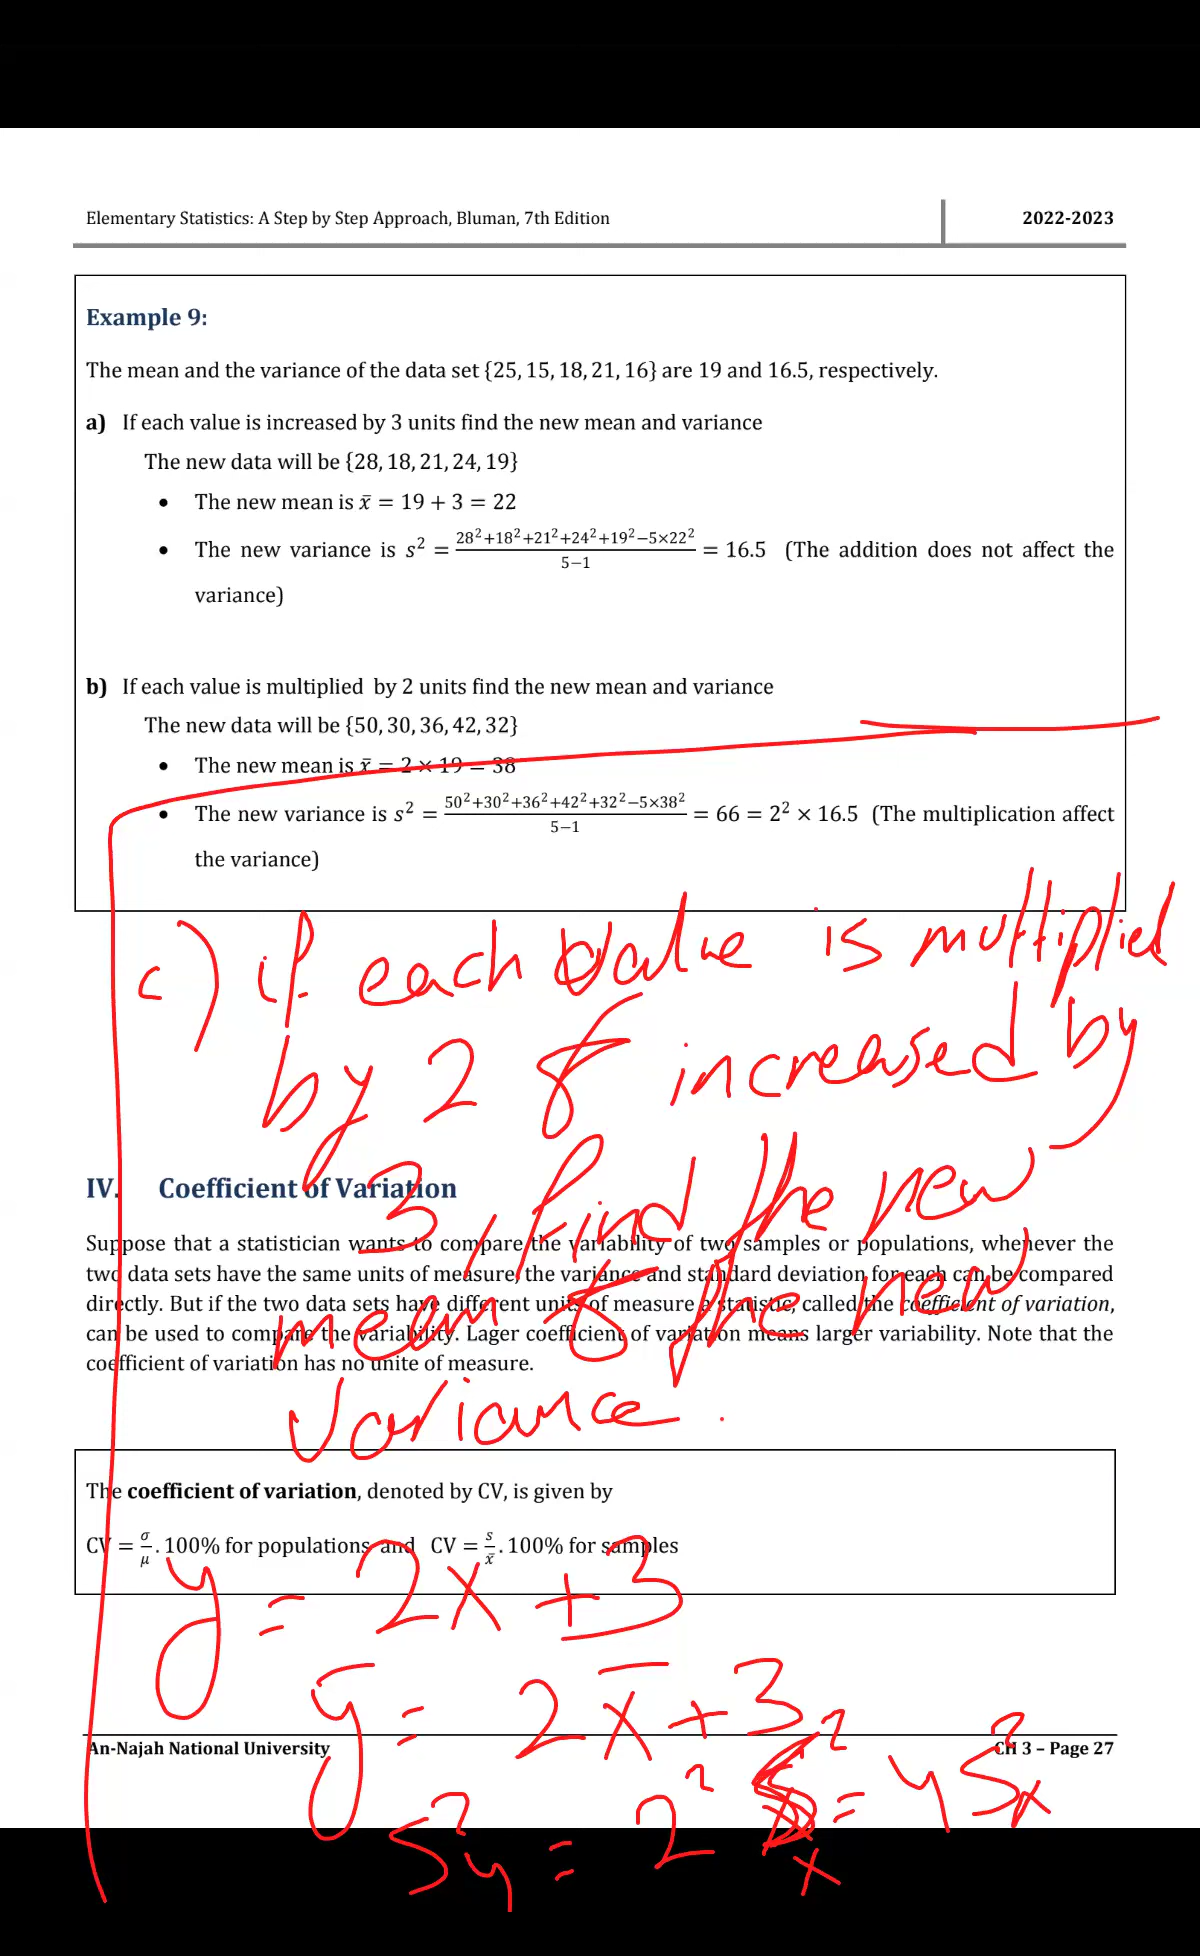 Elementary Statistics: A Step by Step Approach, Bluman, 7th Edition 2022-2023
Example 9:
The mean and the variance of the data set {25, 15, 18, 21, 16} are 19 and 16.5, respectively.
a) If each value is increased by 3 units find the new mean and variance
The new data will be {28, 18, 21, 24, 19}
• The new mean is x̄ = 19 + 3 = 22
• The new variance is s² = (28²+18²+21²+24²+19²−5×22²)/(5−1) = 16.5 (The addition does not affect the
variance)
b) If each value is multiplied by 2 units find the new mean and variance
The new data will be {50, 30, 36, 42, 32}
• The new mean is x̄ = 2 × 19 = 38
• The new variance is s² = (50²+30²+36²+42²+32²−5×38²)/(5−1) = 66 = 2² × 16.5 (The multiplication affect
the variance)
c) if each value is multiplied
by 2 & increased by
3, find the new
mean & the new
variance.
IV. Coefficient of Variation
Suppose that a statistician wants to compare the variability of two samples or populations, whenever the
two data sets have the same units of measure, the variance and standard deviation for each can be compared
directly. But if the two data sets have different units of measure a statistic, called the coefficient of variation,
can be used to compare the variability. Lager coefficient of variation means larger variability. Note that the
coefficient of variation has no unite of measure.
The coefficient of variation, denoted by CV, is given by
CV = σ/μ . 100% for populations and CV = s/x̄ . 100% for samples
y = 2x + 3
ȳ = 2x̄ + 3
An-Najah National University CH 3 – Page 27
S²y = 2² S²x = 4S²x